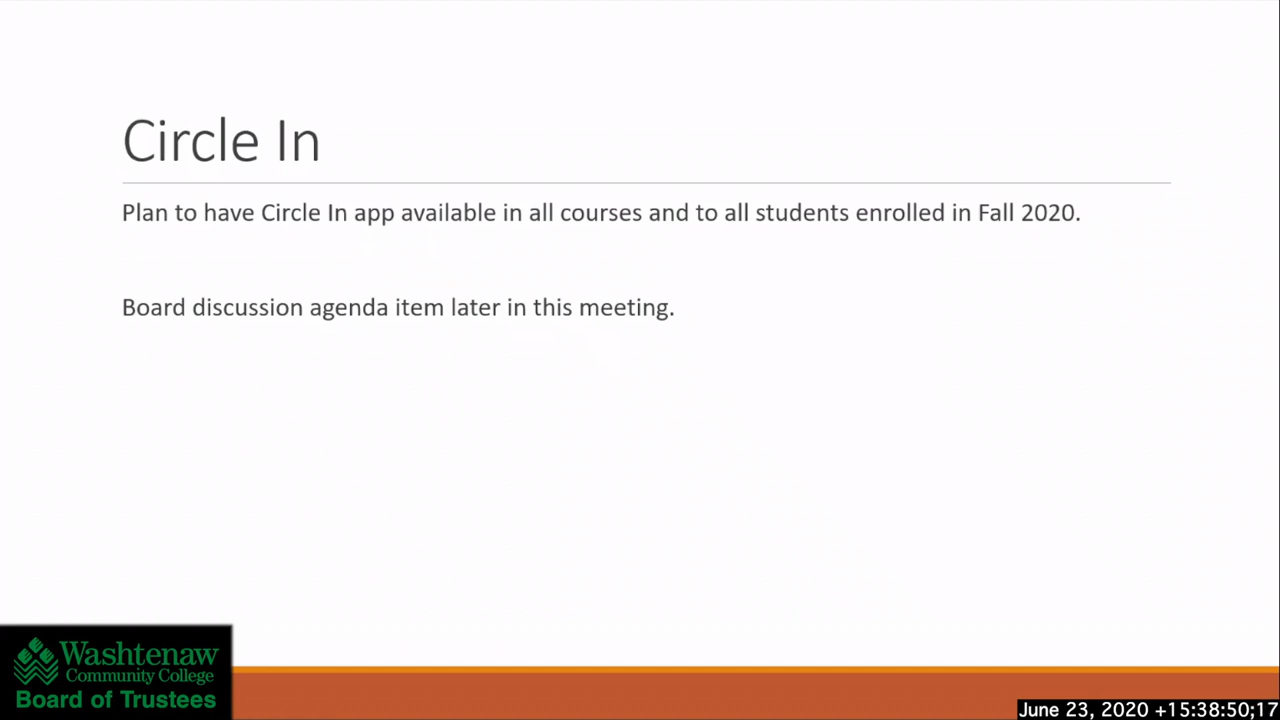 Circle In
Plan to have Circle In app available in all courses and to all students enrolled in Fall 2020.
Board discussion agenda item later in this meeting.
Washtenaw
Community College
Board of Trustees
June 23, 2020 +15:38:50;17